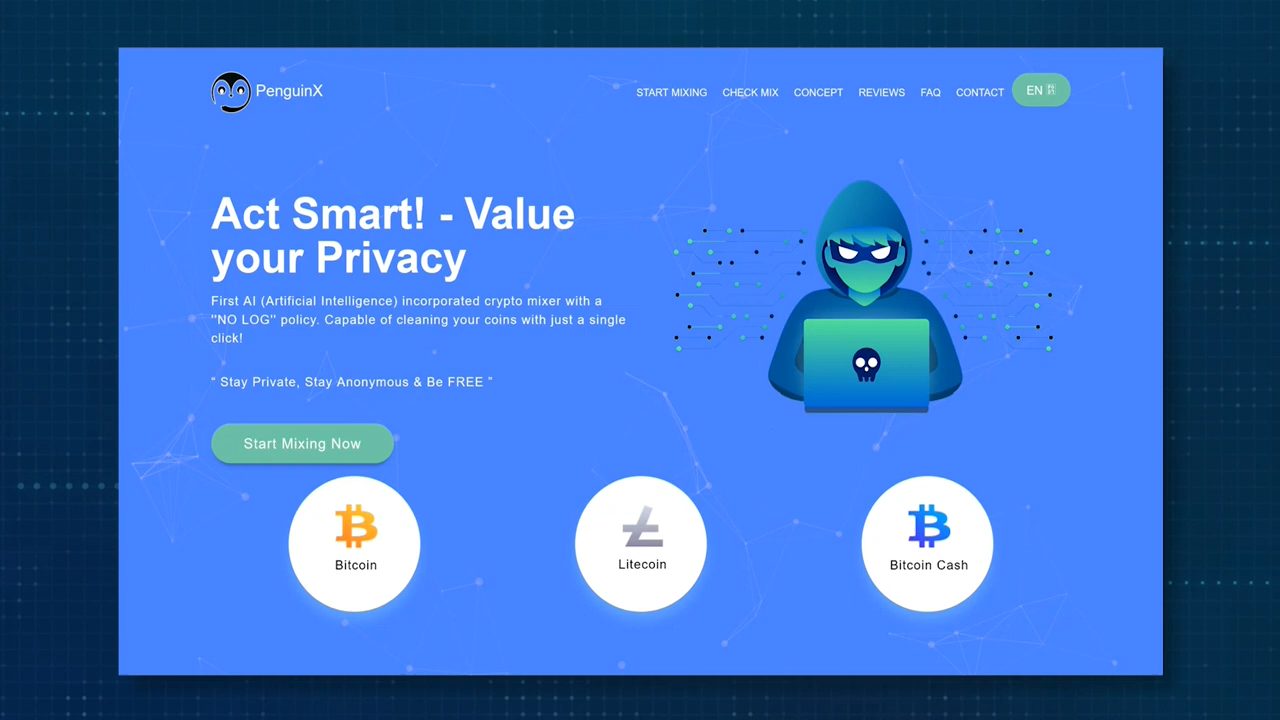 PenguinX
START MIXING CHECK MIX CONCEPT REVIEWS FAQ CONTACT EN
Act Smart! - Value
your Privacy
First AI (Artificial Intelligence) incorporated crypto mixer with a
"NO LOG" policy. Capable of cleaning your coins with just a single
click!
“ Stay Private, Stay Anonymous & Be FREE ”
Start Mixing Now
Bitcoin
Litecoin
Bitcoin Cash